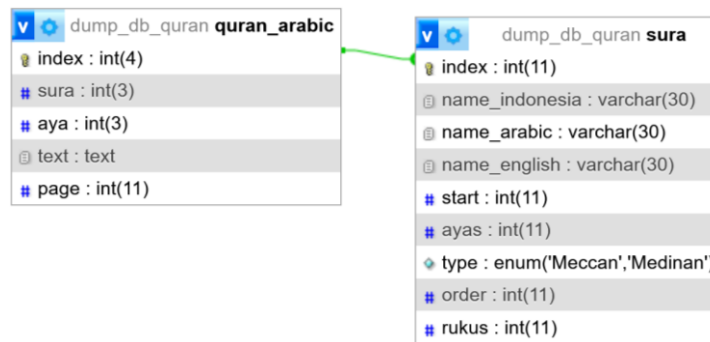 v dump_db_quran quran_arabic
index : int(4)
# sura : int(3)
# aya : int(3)
text : text
# page : int(11)
v dump_db_quran sura
index : int(11)
name_indonesia : varchar(30)
name_arabic : varchar(30)
name_english : varchar(30)
# start : int(11)
# ayas : int(11)
type : enum('Meccan','Medinan')
# order : int(11)
# rukus : int(11)